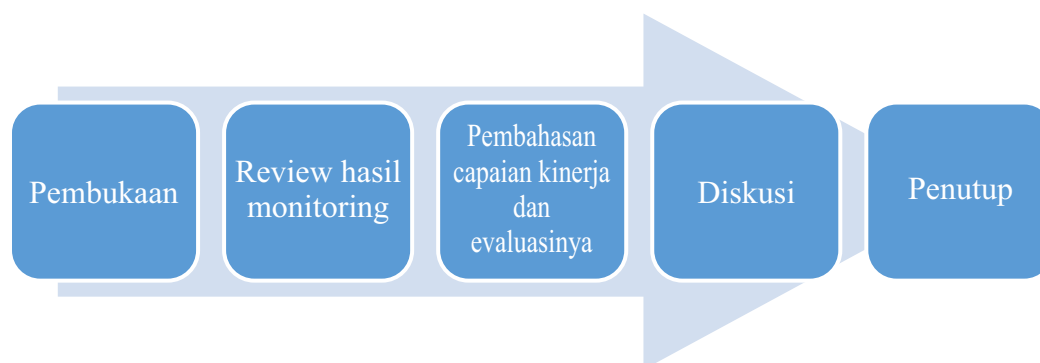 Pembukaan
Review hasil
monitoring
Pembahasan
capaian kinerja
dan
evaluasinya
Diskusi
Penutup